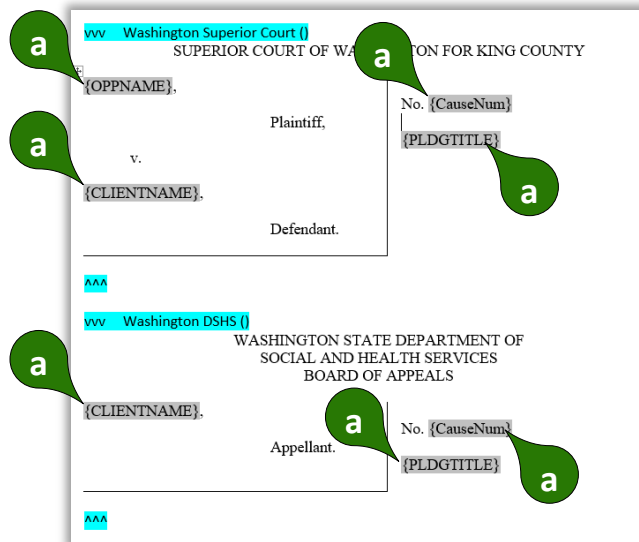 vvv Washington Superior Court ()
SUPERIOR COURT OF WA TON FOR KING COUNTY
a
a
{OPPNAME},
No. {CauseNum}
Plaintiff,
{PLDGTITLE}
a
v.
a
{CLIENTNAME},
Defendant.
^^^
vvv Washington DSHS ()
WASHINGTON STATE DEPARTMENT OF
SOCIAL AND HEALTH SERVICES
BOARD OF APPEALS
a
{CLIENTNAME},
a
No. {CauseNum}
Appellant.
{PLDGTITLE}
a
^^^